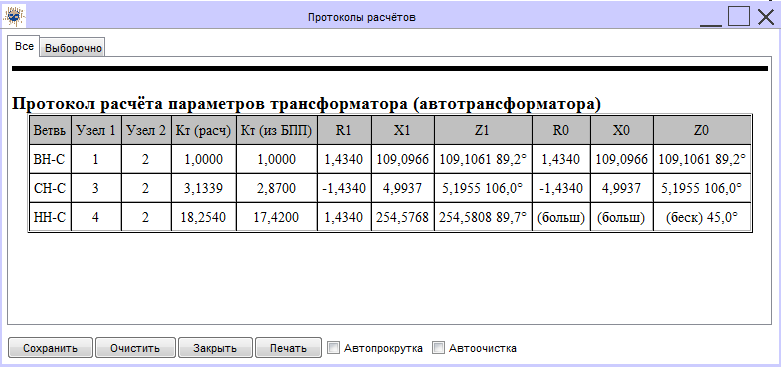 Протоколы расчётов
Все Выборочно
Протокол расчёта параметров трансформатора (автотрансформатора)
Ветвь Узел 1 Узел 2 Кт (расч) Кт (из БПП) R1 X1 Z1 R0 X0 Z0
ВН-С 1 2 1,0000 1,0000 1,4340 109,0966 109,1061 89,2° 1,4340 109,0966 109,1061 89,2°
СН-С 3 2 3,1339 2,8700 -1,4340 4,9937 5,1955 106,0° -1,4340 4,9937 5,1955 106,0°
НН-С 4 2 18,2540 17,4200 1,4340 254,5768 254,5808 89,7° (больш) (больш) (беск) 45,0°
Сохранить Очистить Закрыть Печать Автопрокрутка Автоочистка